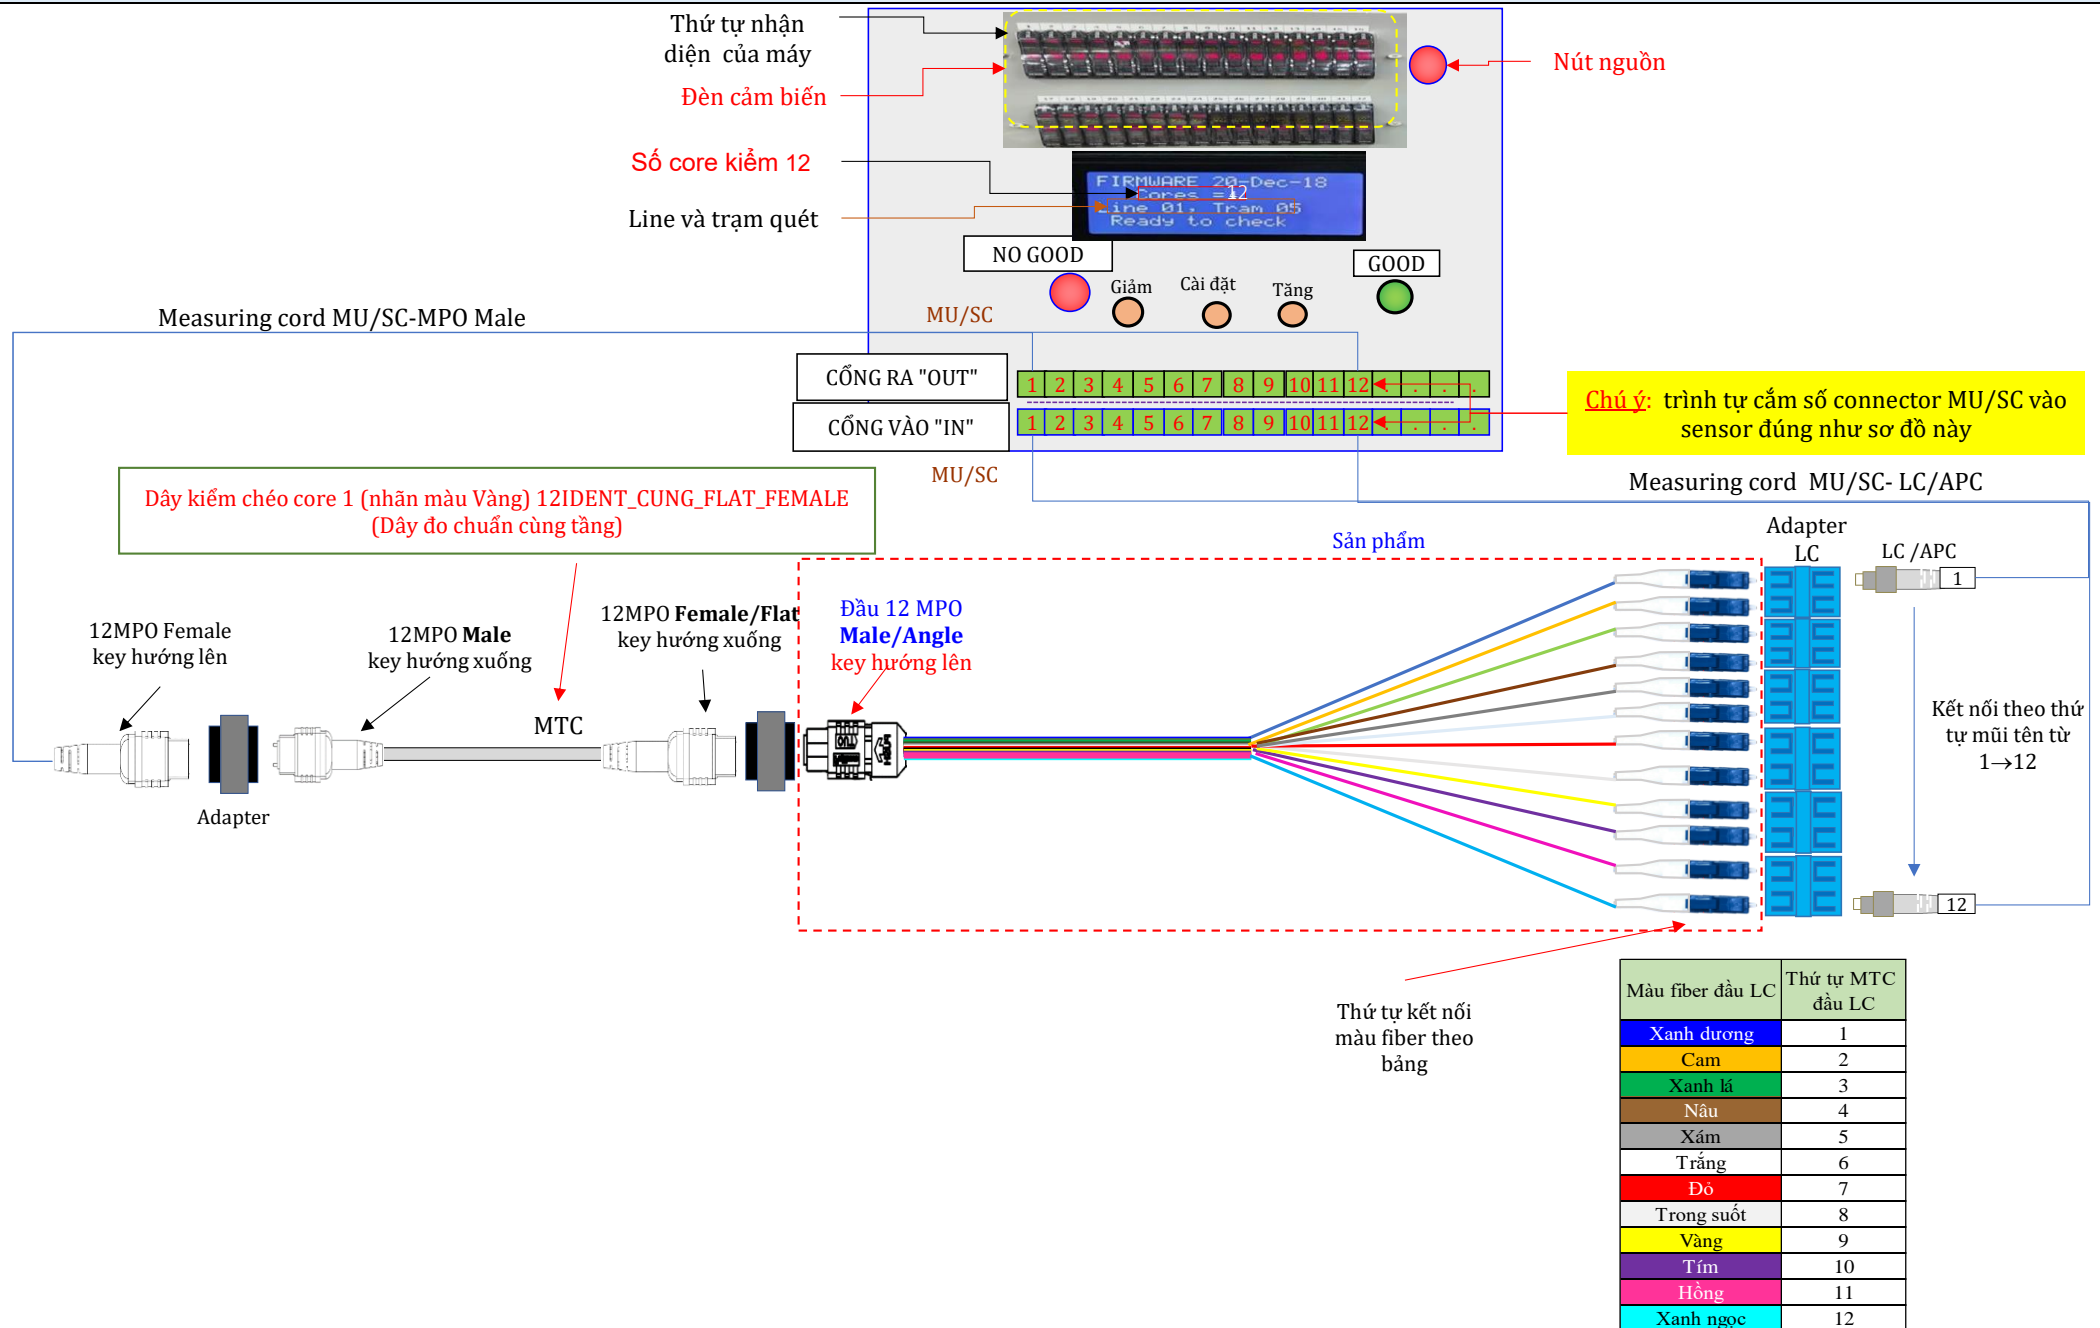 Thứ tự nhận
diện của máy
Đèn cảm biến
Nút nguồn
Số core kiểm 12
Line và trạm quét
FIRMWARE 20-Dec-18
Cores =12
Line 01, Tram 05
Ready to check
NO GOOD
GOOD
Giảm
Cài đặt
Tăng
Measuring cord MU/SC-MPO Male
MU/SC
CỔNG RA "OUT"
1 2 3 4 5 6 7 8 9 10 11 12 . . . .
CỔNG VÀO "IN"
1 2 3 4 5 6 7 8 9 10 11 12 . . . .
Chú ý: trình tự cắm số connector MU/SC vào
sensor đúng như sơ đồ này
MU/SC
Measuring cord MU/SC- LC/APC
Dây kiểm chéo core 1 (nhãn màu Vàng) 12IDENT_CUNG_FLAT_FEMALE
(Dây đo chuẩn cùng tầng)
Sản phẩm
Adapter
LC
LC /APC
1
12MPO Female
key hướng lên
12MPO Male
key hướng xuống
12MPO Female/Flat
key hướng xuống
Đầu 12 MPO
Male/Angle
key hướng lên
MTC
Adapter
Kết nối theo thứ
tự mũi tên từ
1→12
12
Thứ tự kết nối
màu fiber theo
bảng
Màu fiber đầu LC Thứ tự MTC đầu LC
Xanh dương 1
Cam 2
Xanh lá 3
Nâu 4
Xám 5
Trắng 6
Đỏ 7
Trong suốt 8
Vàng 9
Tím 10
Hồng 11
Xanh ngọc 12